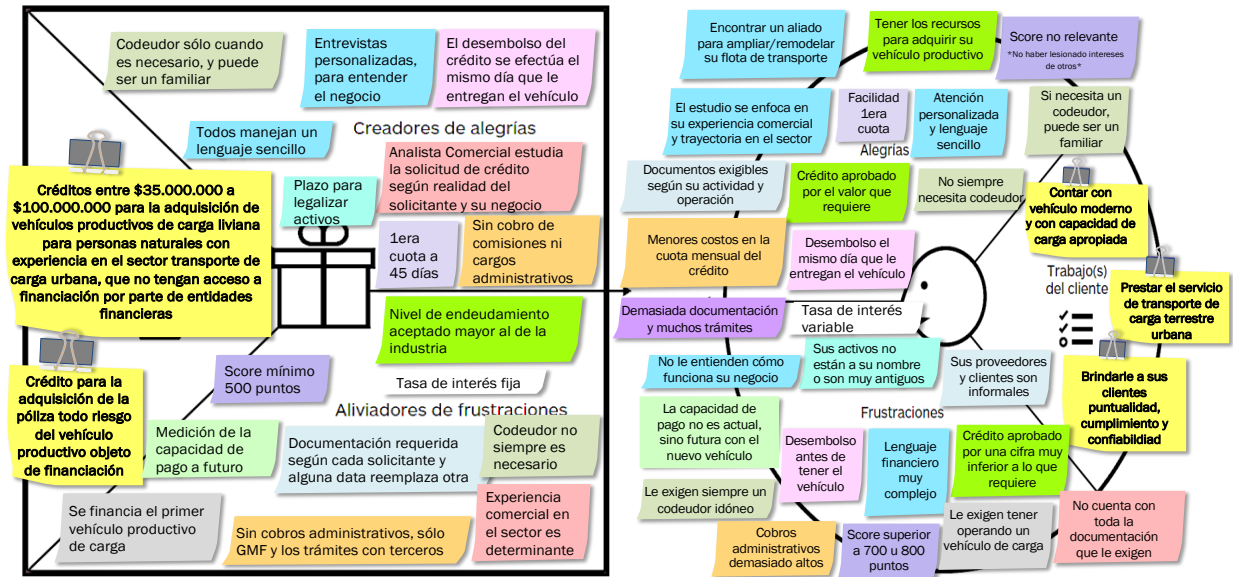 Codeudor sólo cuando
es necesario, y puede
ser un familiar
Entrevistas
personalizadas,
para entender
el negocio
El desembolso del
crédito se efectúa el
mismo día que le
entregan el vehículo
Todos manejan un
lenguaje sencillo
Creadores de alegrías
Analista Comercial estudia
la solicitud de crédito
según realidad del
solicitante y su negocio
Créditos entre $35.000.000 a
$100.000.000 para la adquisición de
vehículos productivos de carga liviana
para personas naturales con
experiencia en el sector transporte de
carga urbana, que no tengan acceso a
financiación por parte de entidades
financieras
Plazo para
legalizar
activos
1era
cuota a
45 días
Sin cobro de
comisiones ni
cargos
administrativos
Nivel de endeudamiento
aceptado mayor al de la
industria
Score mínimo
500 puntos
Tasa de interés fija
Aliviadores de frustraciones
Crédito para la
adquisición de la
póliza todo riesgo
del vehículo
productivo objeto
de financiación
Medición de la
capacidad de
pago a futuro
Documentación requerida
según cada solicitante y
alguna data reemplaza otra
Codeudor no
siempre es
necesario
Se financia el primer
vehículo productivo
de carga
Sin cobros administrativos, sólo
GMF y los trámites con terceros
Experiencia
comercial en
el sector es
determinante
Encontrar un aliado
para ampliar/remodelar
su flota de transporte
Tener los recursos
para adquirir su
vehículo productivo
Score no relevante
*No haber lesionado intereses
de otros*
El estudio se enfoca en
su experiencia comercial
y trayectoria en el sector
Facilidad
1era
cuota
Atención
personalizada
y lenguaje
sencillo
Si necesita un
codeudor,
puede ser un
familiar
Alegrías
Documentos exigibles
según su actividad y
operación
Crédito aprobado
por el valor que
requiere
No siempre
necesita codeudor
Contar con
vehículo moderno
y con capacidad de
carga apropiada
Menores costos en la
cuota mensual del
crédito
Desembolso el
mismo día que le
entregan el vehículo
Trabajo(s)
del cliente
Prestar el servicio
de transporte de
carga terrestre
urbana
Demasiada documentación
y muchos trámites
Tasa de interés
variable
No le entienden cómo
funciona su negocio
Sus activos no
están a su nombre
o son muy antiguos
Sus proveedores
y clientes son
informales
Brindarle a sus
clientes
puntualidad,
cumplimiento y
confiabildiad
Frustraciones
La capacidad de
pago no es actual,
sino futura con el
nuevo vehículo
Desembolso
antes de
tener el
vehículo
Lenguaje
financiero
muy
complejo
Crédito aprobado
por una cifra muy
inferior a lo que
requiere
Le exigen siempre un
codeudor idóneo
Cobros
administrativos
demasiado altos
Score superior
a 700 u 800
puntos
Le exigen tener
operando un
vehículo de carga
No cuenta con
toda la
documentación
que le exigen